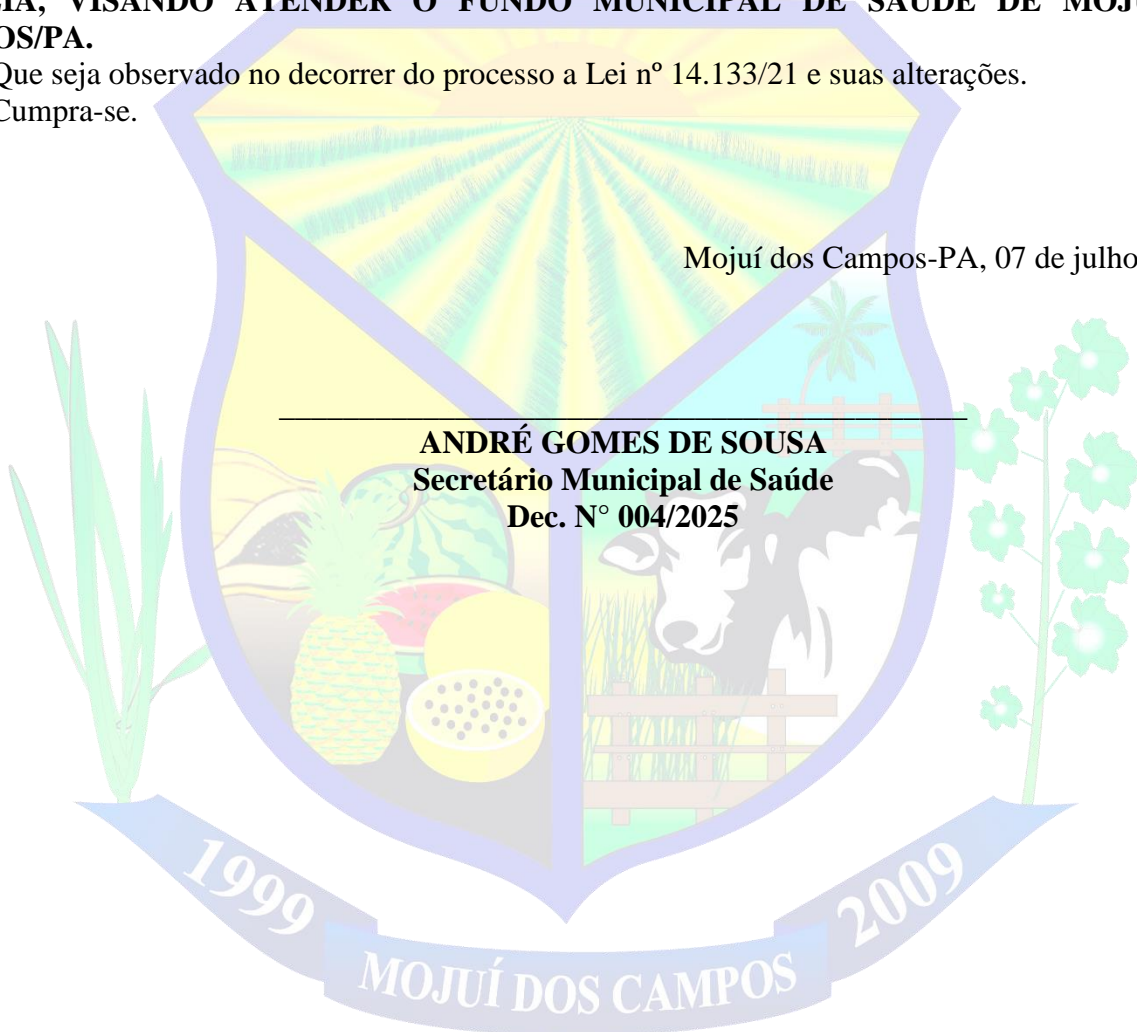 CIA, VISANDO ATENDER O FUNDO MUNICIPAL DE SAÚDE DE MOJU
OS/PA.
Que seja observado no decorrer do processo a Lei nº 14.133/21 e suas alterações.
Cumpra-se.
Mojuí dos Campos-PA, 07 de julho
ANDRÉ GOMES DE SOUSA
Secretário Municipal de Saúde
Dec. N° 004/2025
1999
MOJUÍ DOS CAMPOS
2009